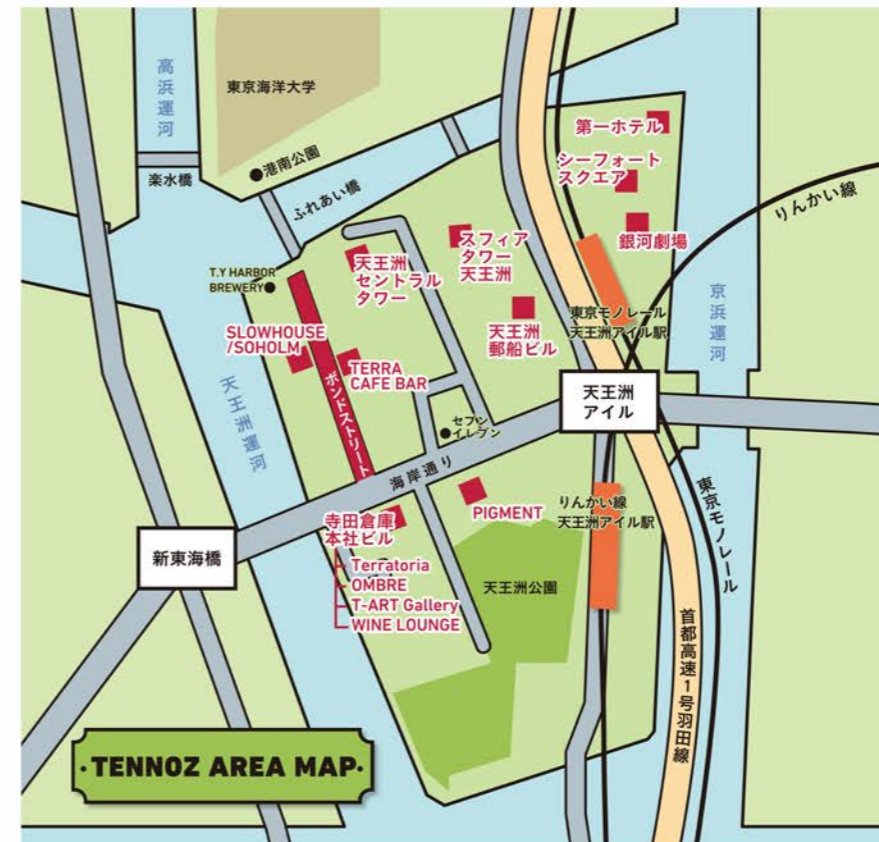 高浜運河
東京海洋大学
港南公園
楽水橋
ふれあい橋
第一ホテル
シーフォート
スクエア
銀河劇場
りんかい線
T.Y HARBOR
BREWERY
天王洲
セントラル
タワー
スフィア
タワー
天王洲
天王洲
郵船ビル
東京モノレール
天王洲アイル駅
京浜運河
SLOWHOUSE
/SOHOLM
TERRA
CAFE BAR
ボンドストリート
天王洲運河
天王洲
アイル
セブン
イレブン
海岸通り
PIGMENT
りんかい線
天王洲アイル駅
東京モノレール
新東海橋
寺田倉庫
本社ビル
Terratoria
OMBRE
T-ART Gallery
WINE LOUNGE
天王洲公園
首都高速1号羽田線
・TENNOZ AREA MAP・